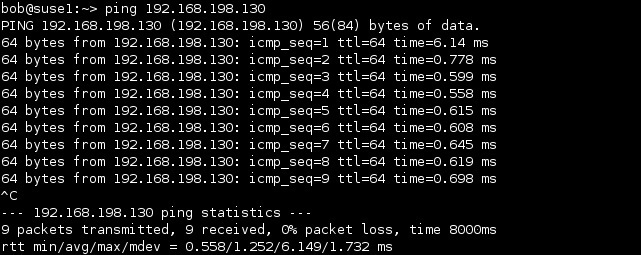 bob@suse1:~> ping 192.168.198.130
PING 192.168.198.130 (192.168.198.130) 56(84) bytes of data.
64 bytes from 192.168.198.130: icmp_seq=1 ttl=64 time=6.14 ms
64 bytes from 192.168.198.130: icmp_seq=2 ttl=64 time=0.778 ms
64 bytes from 192.168.198.130: icmp_seq=3 ttl=64 time=0.599 ms
64 bytes from 192.168.198.130: icmp_seq=4 ttl=64 time=0.558 ms
64 bytes from 192.168.198.130: icmp_seq=5 ttl=64 time=0.615 ms
64 bytes from 192.168.198.130: icmp_seq=6 ttl=64 time=0.608 ms
64 bytes from 192.168.198.130: icmp_seq=7 ttl=64 time=0.645 ms
64 bytes from 192.168.198.130: icmp_seq=8 ttl=64 time=0.619 ms
64 bytes from 192.168.198.130: icmp_seq=9 ttl=64 time=0.698 ms
^C
--- 192.168.198.130 ping statistics ---
9 packets transmitted, 9 received, 0% packet loss, time 8000ms
rtt min/avg/max/mdev = 0.558/1.252/6.149/1.732 ms